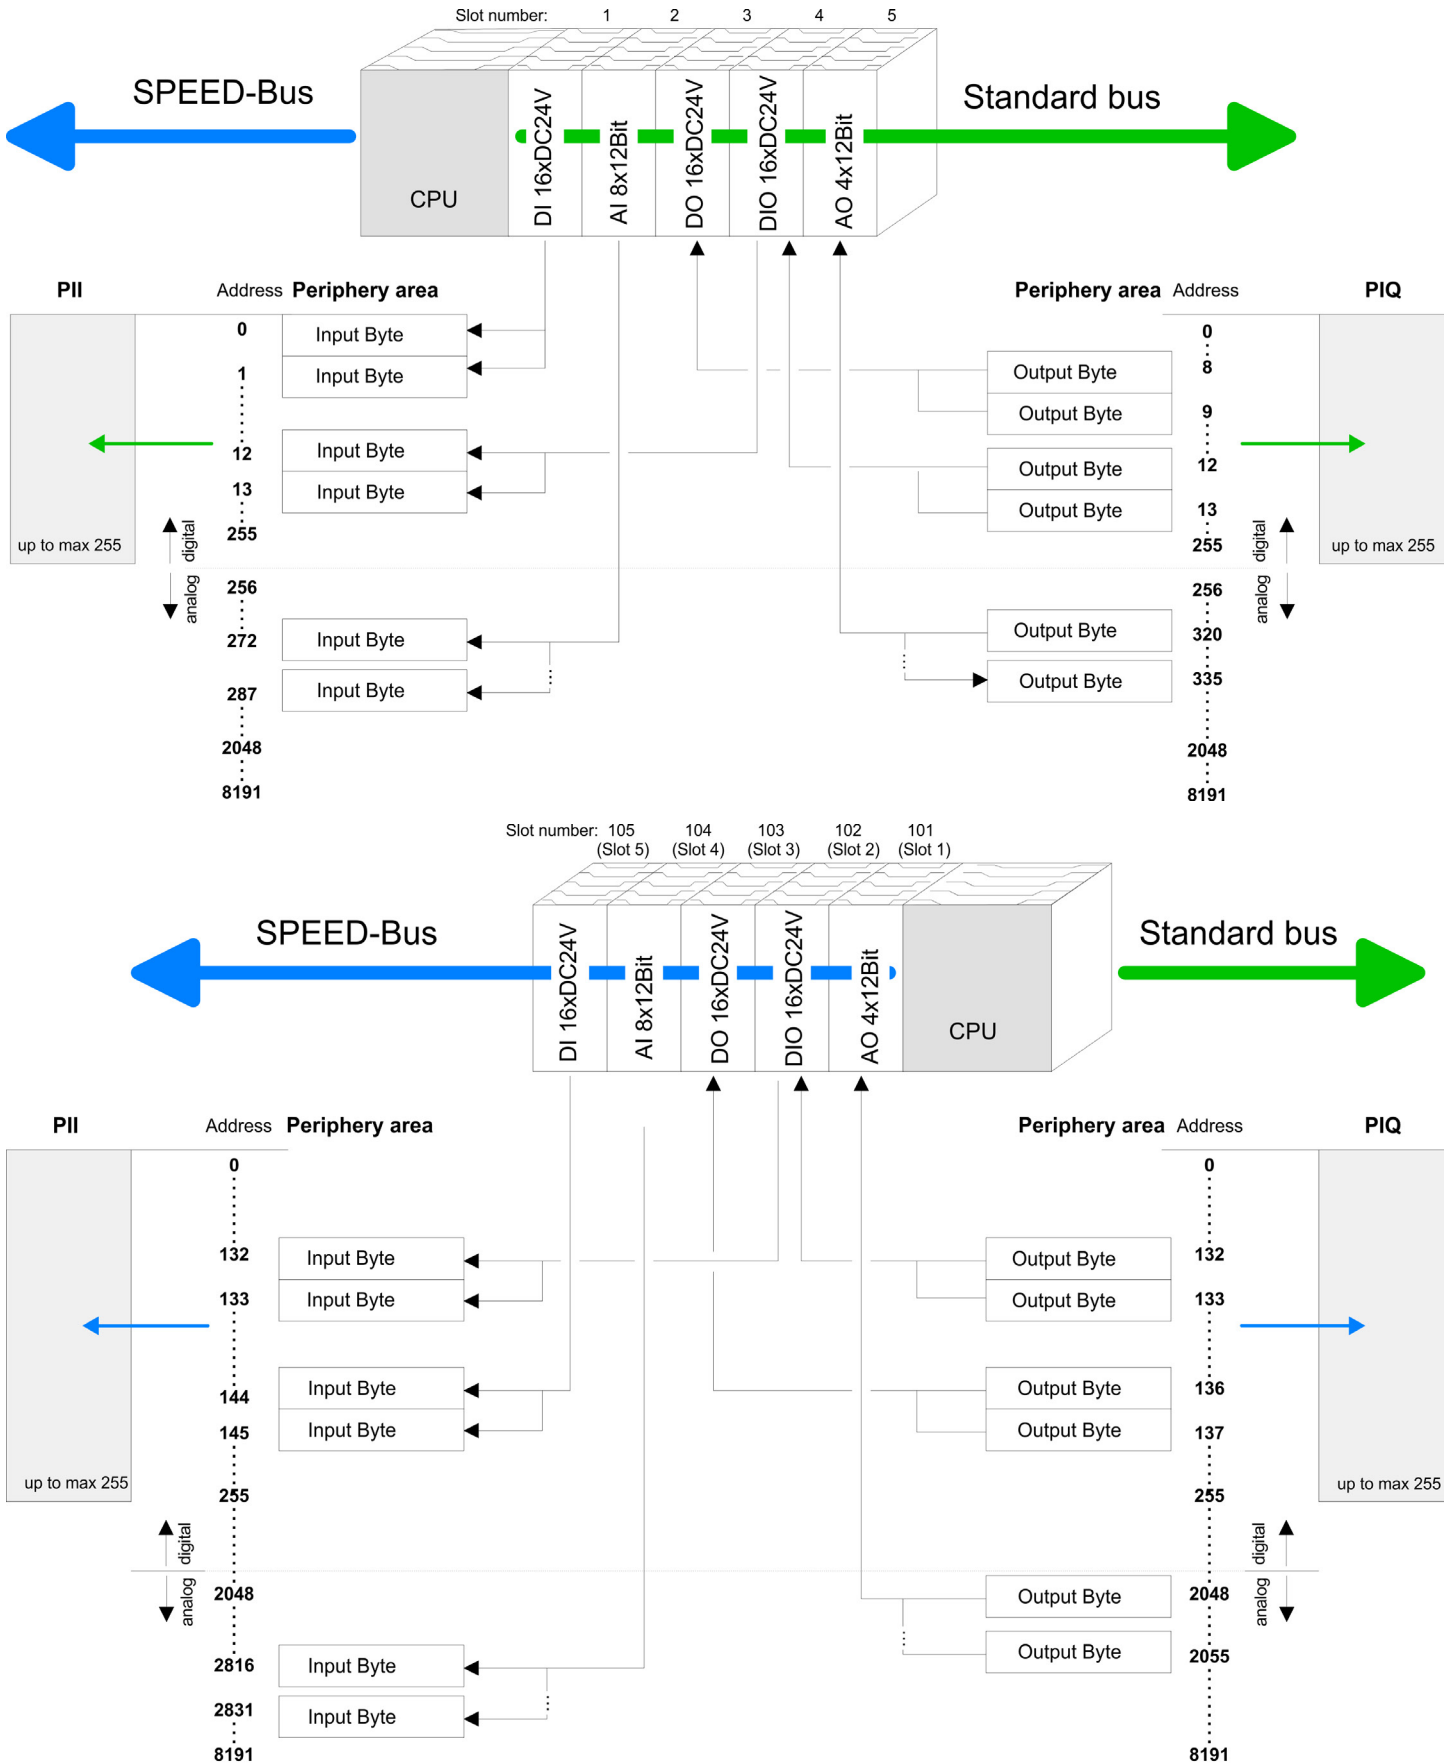 Slot number: 1 2 3 4 5
SPEED-Bus
Standard bus
CPU
DI 16xDC24V
AI 8x12Bit
DO 16xDC24V
DIO 16xDC24V
AO 4x12Bit
PII
Address Periphery area
0 Input Byte
1 Input Byte
12 Input Byte
13 Input Byte
255
up to max 255
digital
analog
256
272 Input Byte
287 Input Byte
2048
8191
Periphery area Address
PIQ
0
Output Byte 8
Output Byte 9
Output Byte 12
Output Byte 13
255
up to max 255
digital
analog
256
Output Byte 320
Output Byte 335
2048
8191
Slot number: 105 104 103 102 101
(Slot 5) (Slot 4) (Slot 3) (Slot 2) (Slot 1)
SPEED-Bus
Standard bus
DI 16xDC24V
AI 8x12Bit
DO 16xDC24V
DIO 16xDC24V
AO 4x12Bit
CPU
PII
Address Periphery area
0
132 Input Byte
133 Input Byte
144 Input Byte
145 Input Byte
up to max 255
255
digital
analog
2048
2816 Input Byte
2831 Input Byte
8191
Periphery area Address
PIQ
0
Output Byte 132
Output Byte 133
Output Byte 136
Output Byte 137
up to max 255
255
digital
analog
Output Byte 2048
Output Byte 2055
8191